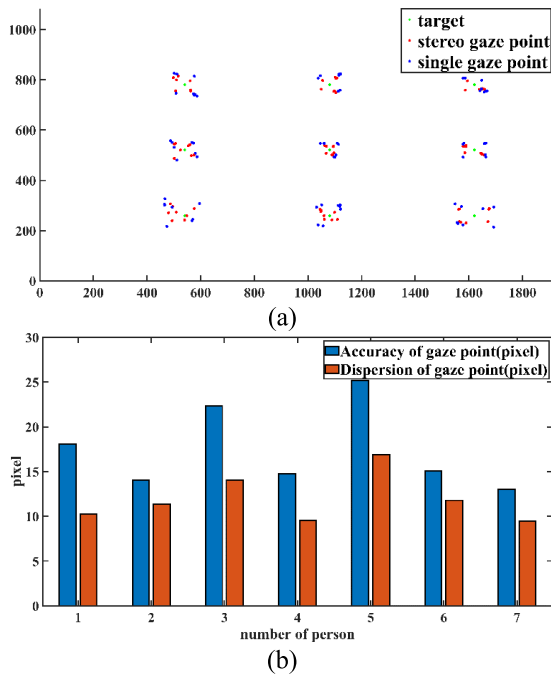 target
stereo gaze point
single gaze point
1000
800
600
400
200
0
0 200 400 600 800 1000 1200 1400 1600 1800
(a)
30
25
20
15
10
5
0
pixel
Accuracy of gaze point(pixel)
Dispersion of gaze point(pixel)
1 2 3 4 5 6 7
number of person
(b)